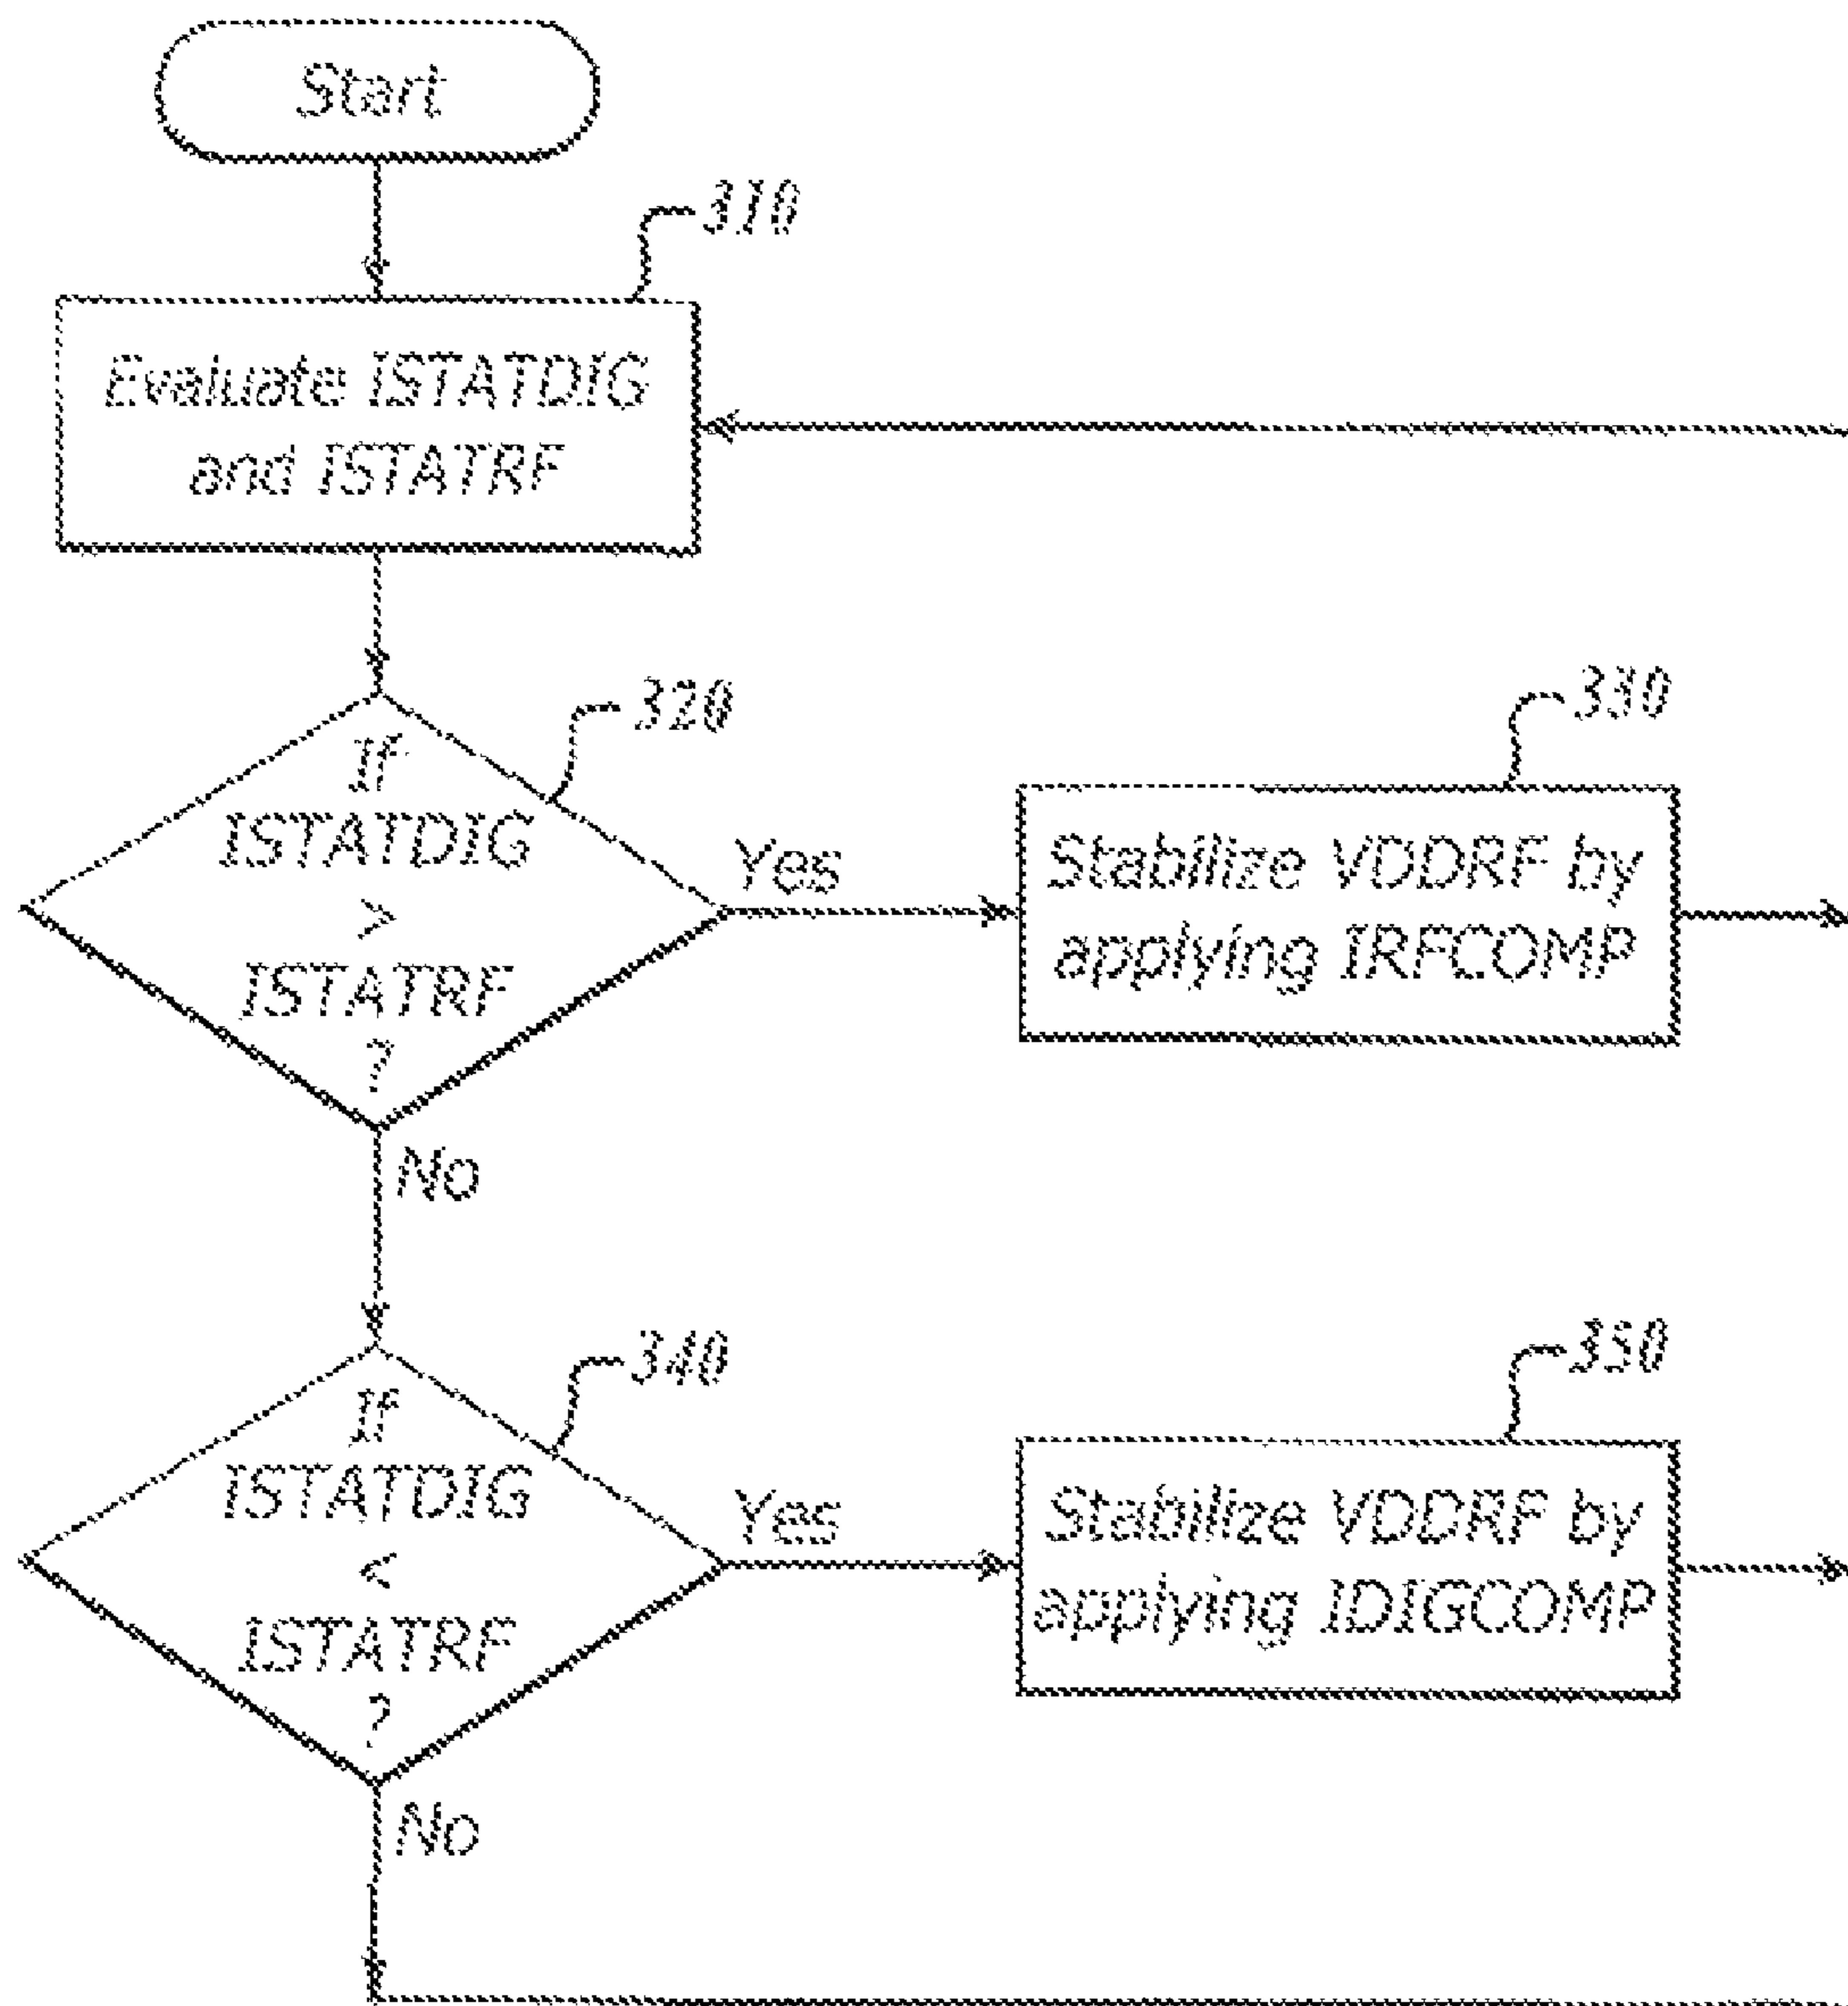 Start
310
Evaluate ISTATDIG
and ISTATRF
320
If
ISTATDIG
>
ISTATRF
?
Yes
330
Stabilize VDDRF by
applying IRFCOMP
No
340
If
ISTATDIG
<
ISTATRF
?
Yes
350
Stabilize VDDRF by
applying IDIGCOMP
No